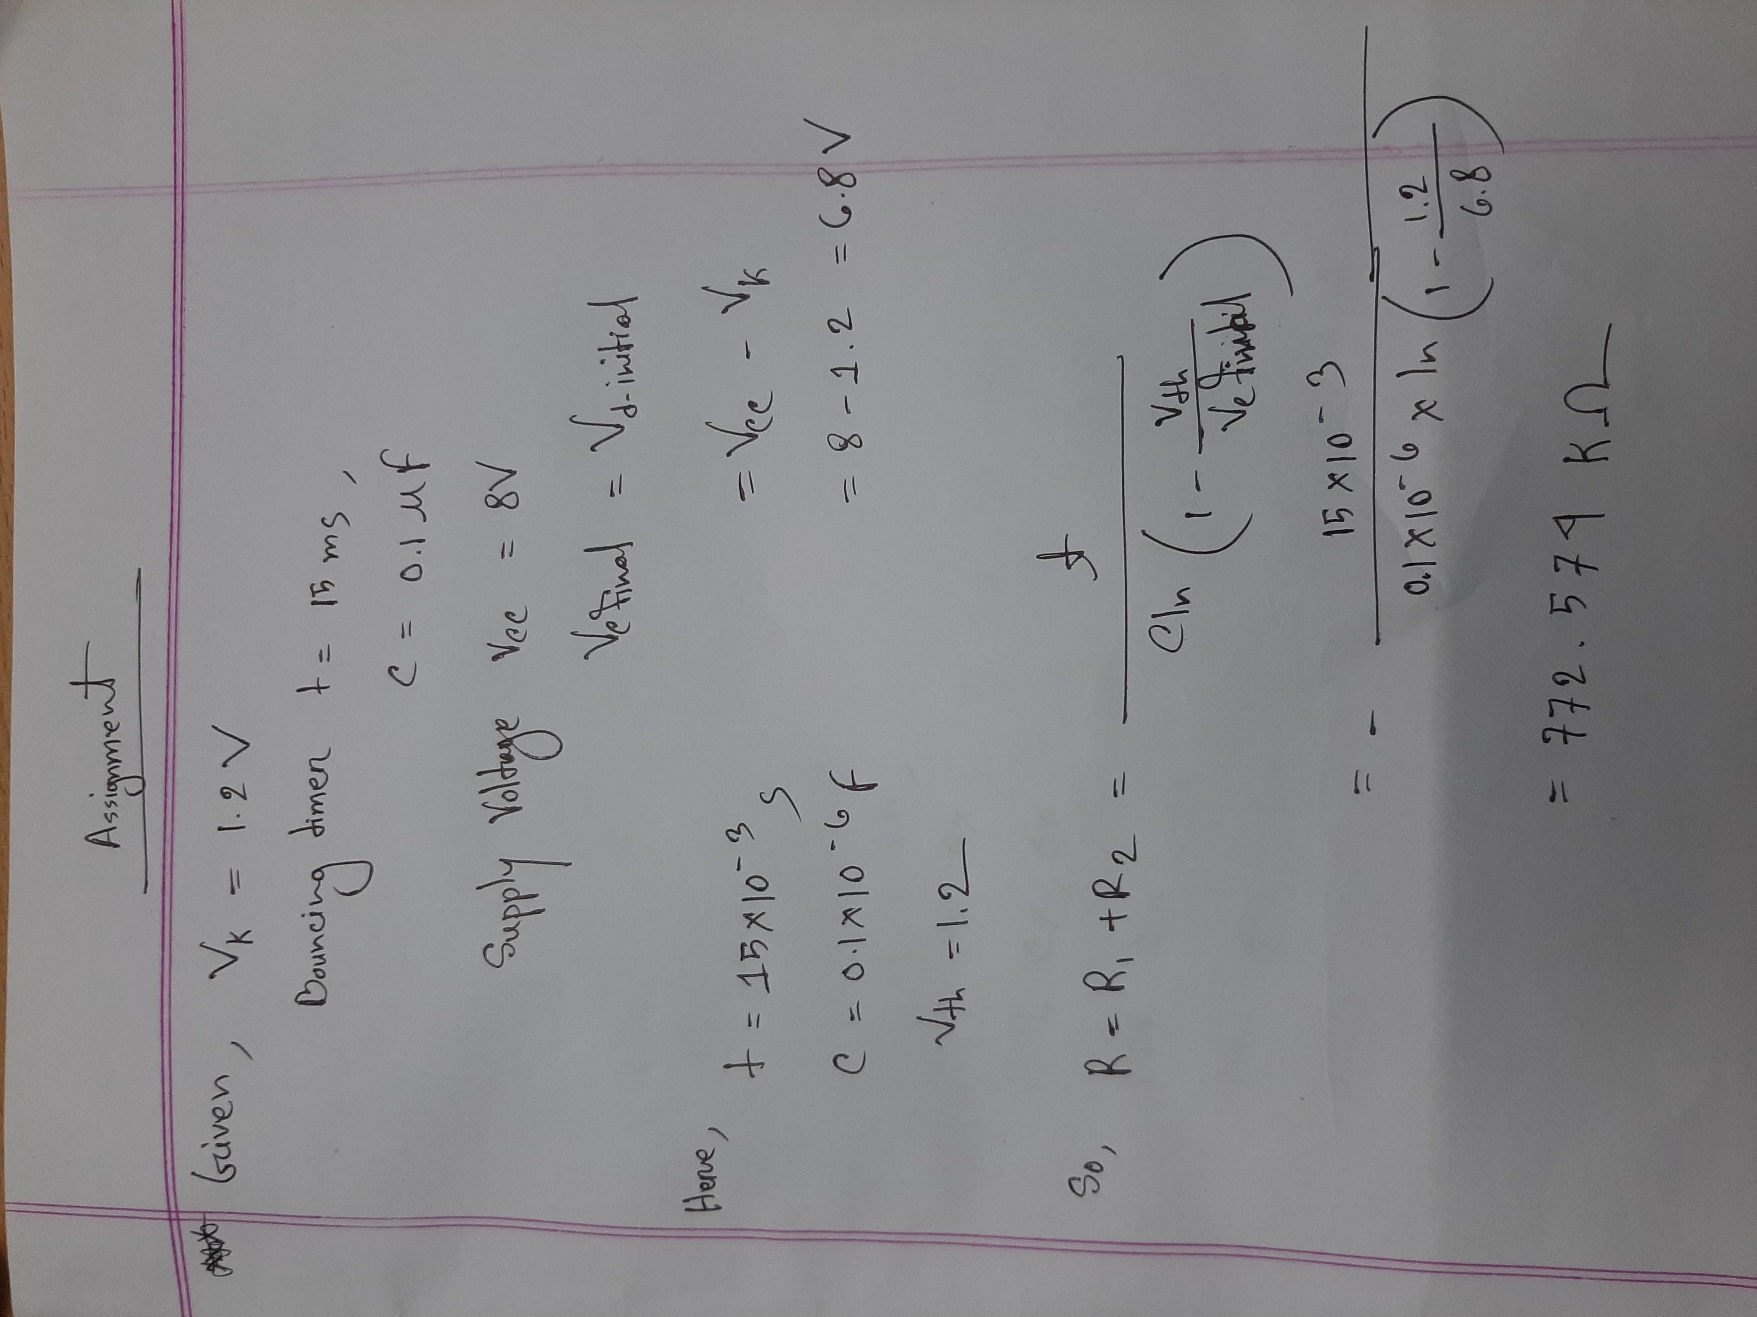 Assignment
Given, VK = 1.2 V
Bouncing timer t = 15 ms,
C = 0.1 μf
Supply Voltage Vcc = 8V
Vc final = Vd-initial
= Vcc - VK
= 8 - 1.2 = 6.8 V
Here, t = 15 x 10^-3 s
C = 0.1 x 10^-6 f
Vth = 1.2
So, R = R1 + R2 = t / C ln (1 - Vth / Vc final)
= - 15 x 10^-3 / 0.1 x 10^-6 x ln (1 - 1.2 / 6.8)
= 772.579 KΩ